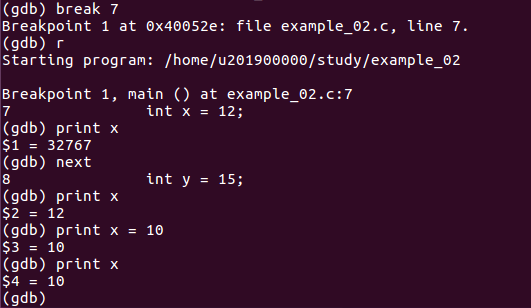 (gdb) break 7
Breakpoint 1 at 0x40052e: file example_02.c, line 7.
(gdb) r
Starting program: /home/u201900000/study/example_02
Breakpoint 1, main () at example_02.c:7
7               int x = 12;
(gdb) print x
$1 = 32767
(gdb) next
8               int y = 15;
(gdb) print x
$2 = 12
(gdb) print x = 10
$3 = 10
(gdb) print x
$4 = 10
(gdb)